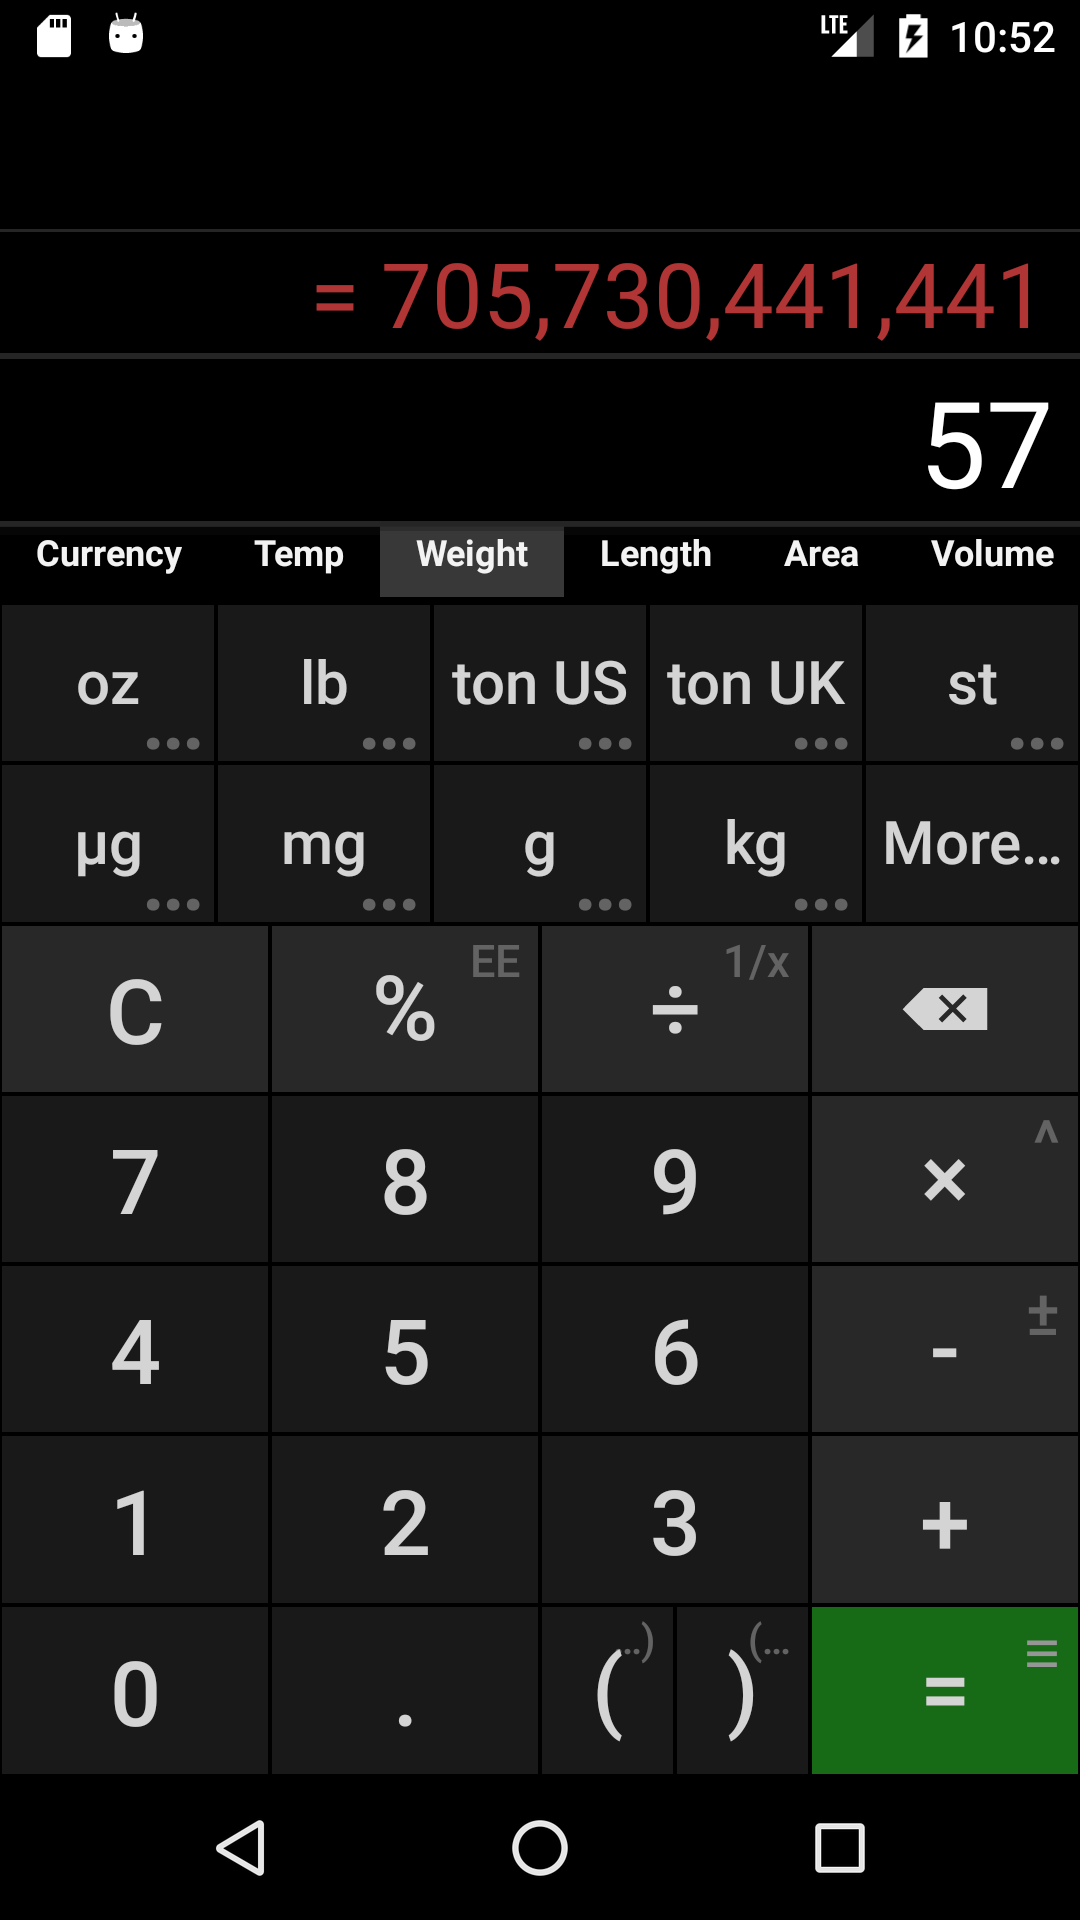 LTE 10:52
= 705,730,441,441
57
Currency Temp Weight Length Area Volume
oz lb ton US ton UK st
µg mg g kg More...
C % EE ÷ 1/x
7 8 9 × ^
4 5 6 - ±
1 2 3 +
0 . ( ..) ) (... =